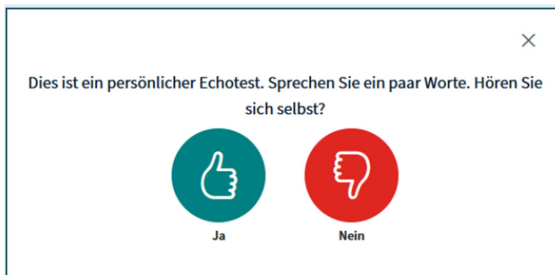 Dies ist ein persönlicher Echotest. Sprechen Sie ein paar Worte. Hören Sie
sich selbst?
Ja
Nein